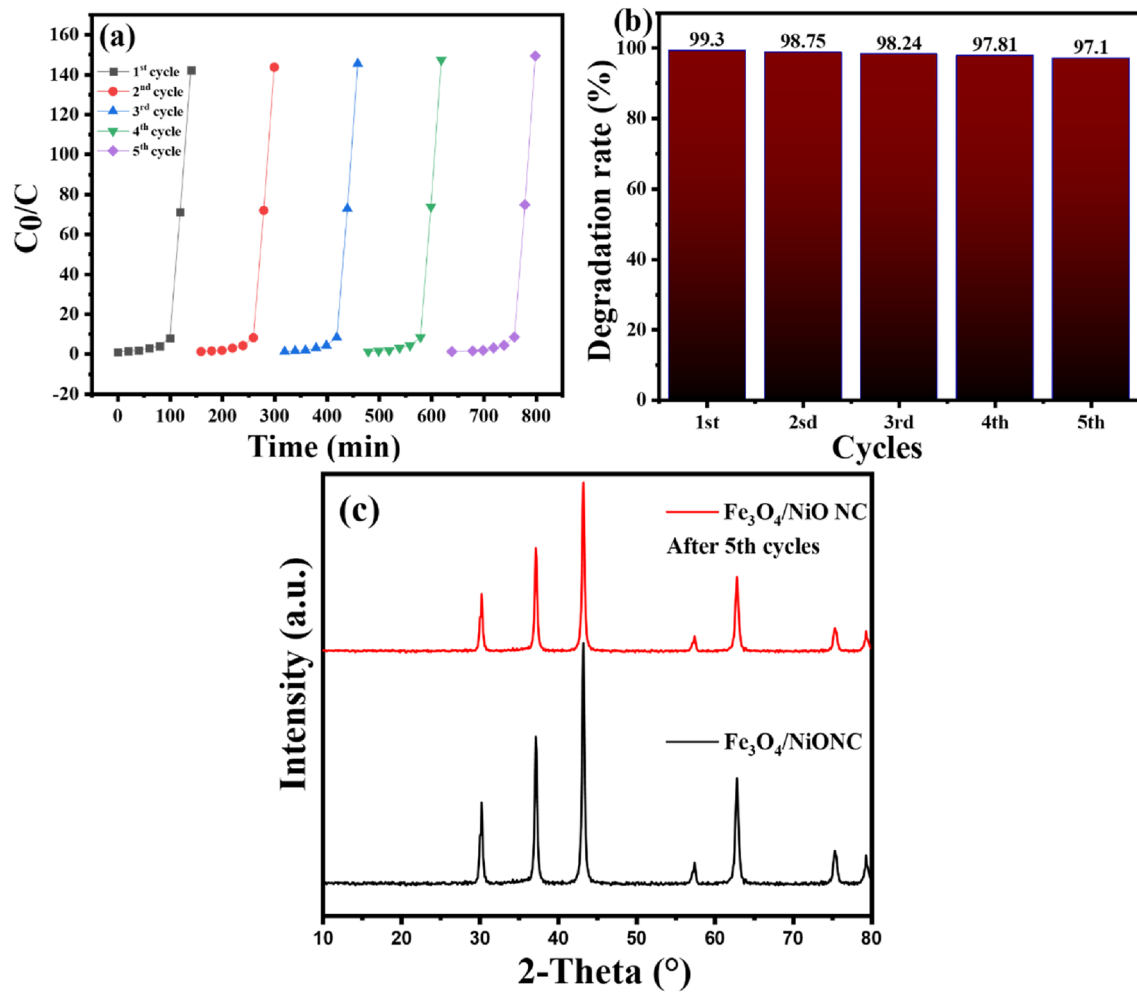 (a)
160
140
120
100
80
60
40
20
0
-20
C0/C
1st cycle
2nd cycle
3rd cycle
4th cycle
5th cycle
0 100 200 300 400 500 600 700 800
Time (min)
(b)
100
80
60
40
20
0
Degradation rate (%)
99.3 98.75 98.24 97.81 97.1
1st 2sd 3rd 4th 5th
Cycles
(c)
Intensity (a.u.)
Fe₃O₄/NiO NC
After 5th cycles
Fe₃O₄/NiONC
10 20 30 40 50 60 70 80
2-Theta (°)